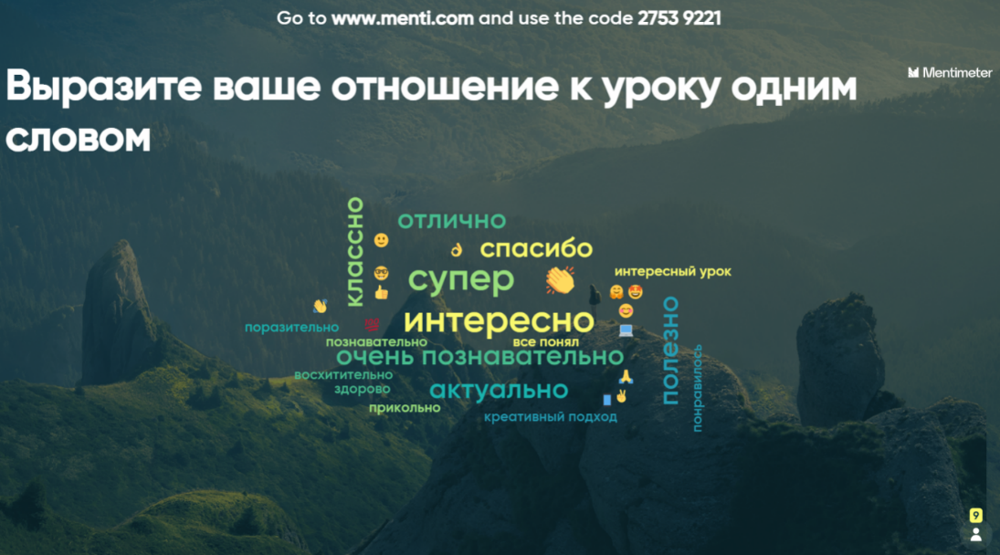 Go to www.menti.com and use the code 2753 9221
Mentimeter
Выразите ваше отношение к уроку одним
словом
классно
отлично
спасибо
супер
интересный урок
поразительно
интересно
познавательно
все понял
очень познавательно
полезно
понравилось
восхитительно
здорово
актуально
прикольно
креативный подход
9